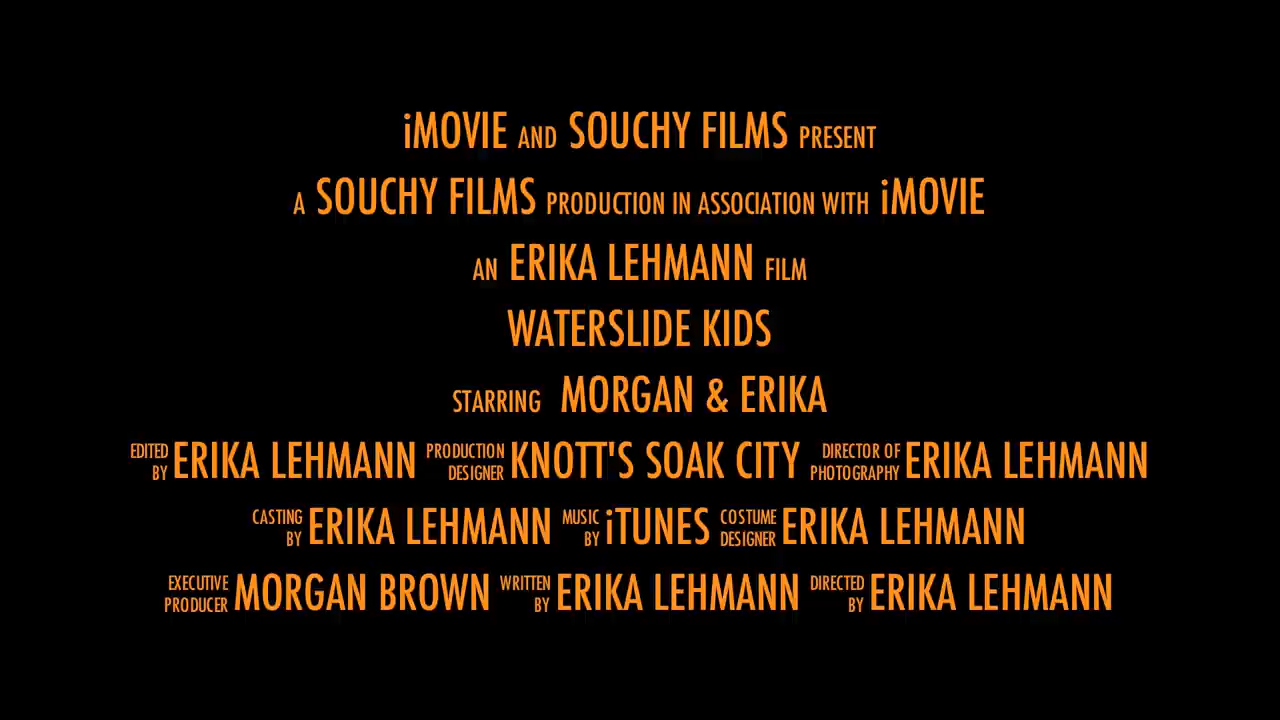 iMOVIE AND SOUCHY FILMS PRESENT
A SOUCHY FILMS PRODUCTION IN ASSOCIATION WITH iMOVIE
AN ERIKA LEHMANN FILM
WATERSLIDE KIDS
STARRING MORGAN & ERIKA
EDITED BY ERIKA LEHMANN PRODUCTION DESIGNER KNOTT'S SOAK CITY DIRECTOR OF PHOTOGRAPHY ERIKA LEHMANN
CASTING BY ERIKA LEHMANN MUSIC BY iTUNES COSTUME DESIGNER ERIKA LEHMANN
EXECUTIVE PRODUCER MORGAN BROWN WRITTEN BY ERIKA LEHMANN DIRECTED BY ERIKA LEHMANN